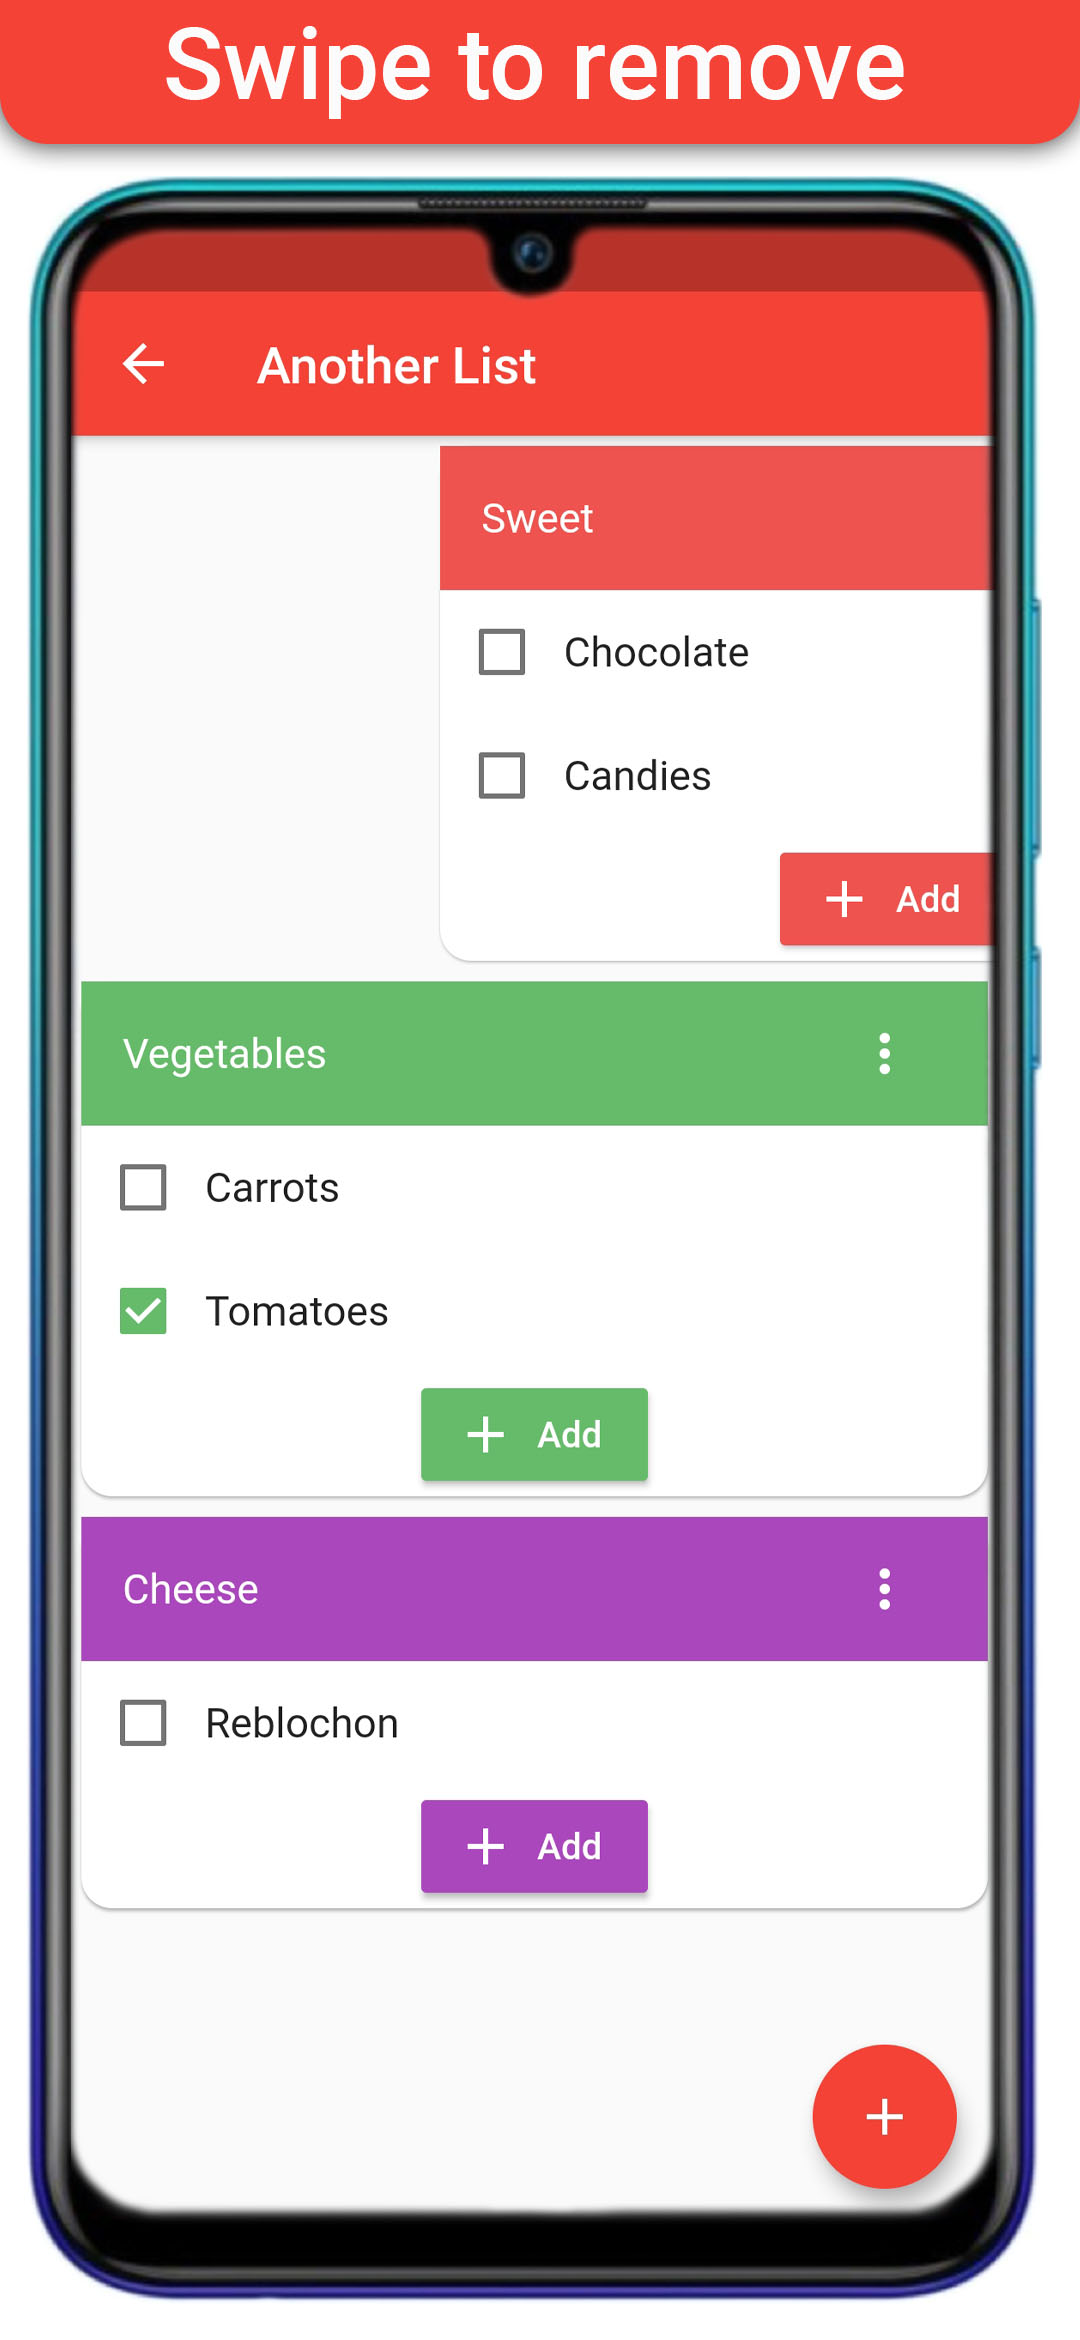 Swipe to remove
Another List
Sweet
Chocolate
Candies
Add
Vegetables
Carrots
Tomatoes
Add
Cheese
Reblochon
Add